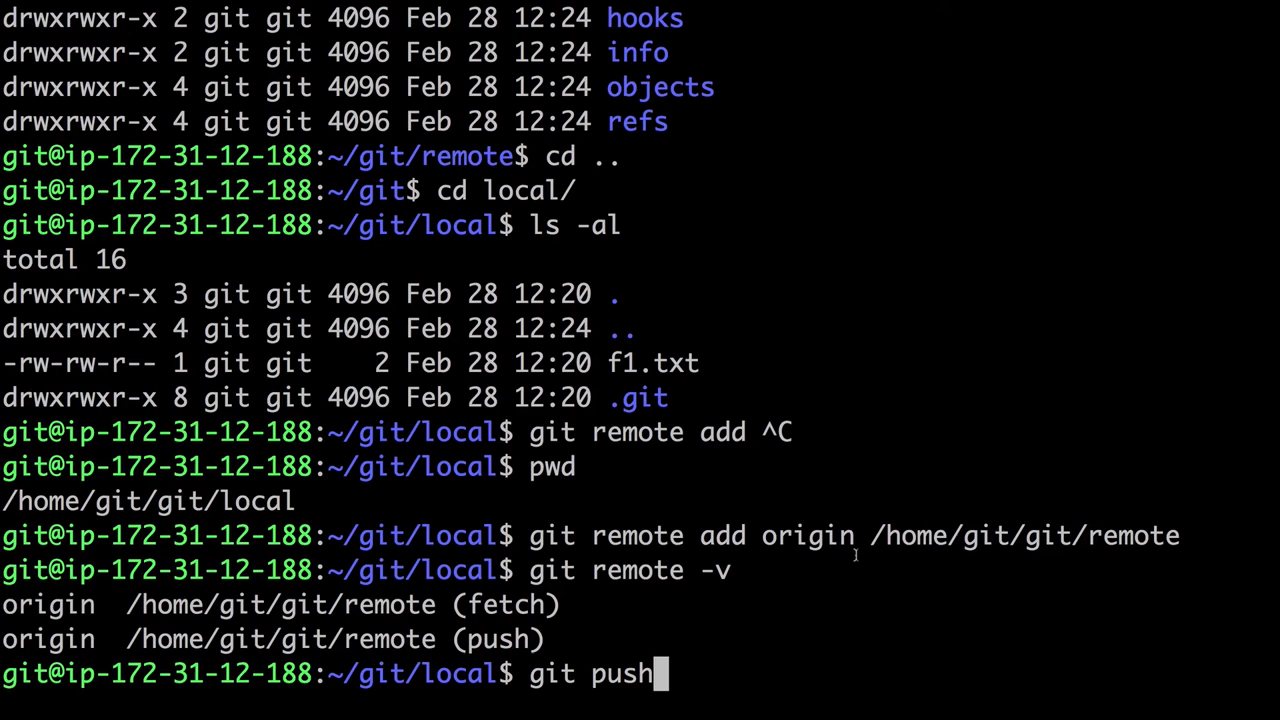 drwxrwxr-x 2 git git 4096 Feb 28 12:24 hooks
drwxrwxr-x 2 git git 4096 Feb 28 12:24 info
drwxrwxr-x 4 git git 4096 Feb 28 12:24 objects
drwxrwxr-x 4 git git 4096 Feb 28 12:24 refs
git@ip-172-31-12-188:~/git/remote$ cd ..
git@ip-172-31-12-188:~/git$ cd local/
git@ip-172-31-12-188:~/git/local$ ls -al
total 16
drwxrwxr-x 3 git git 4096 Feb 28 12:20 .
drwxrwxr-x 4 git git 4096 Feb 28 12:24 ..
-rw-rw-r-- 1 git git    2 Feb 28 12:20 f1.txt
drwxrwxr-x 8 git git 4096 Feb 28 12:20 .git
git@ip-172-31-12-188:~/git/local$ git remote add ^C
git@ip-172-31-12-188:~/git/local$ pwd
/home/git/git/local
git@ip-172-31-12-188:~/git/local$ git remote add origin /home/git/git/remote
git@ip-172-31-12-188:~/git/local$ git remote -v
origin  /home/git/git/remote (fetch)
origin  /home/git/git/remote (push)
git@ip-172-31-12-188:~/git/local$ git push